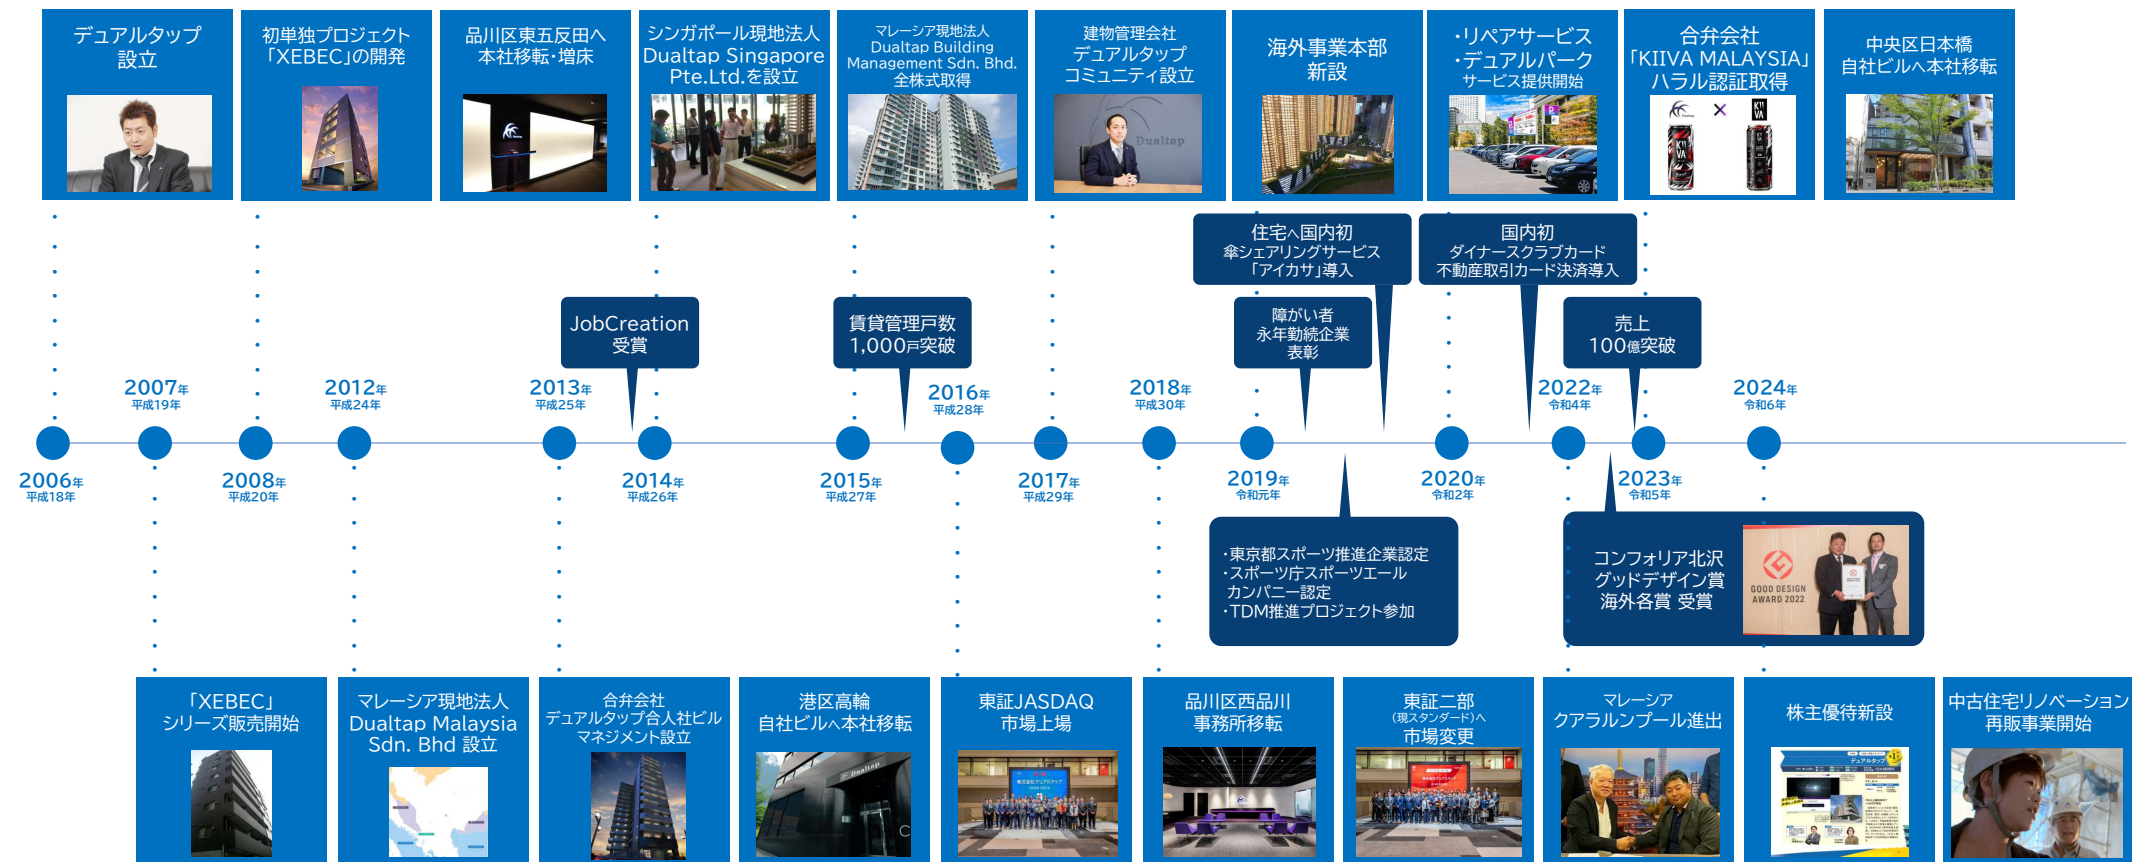 デュアルタップ
設立
初単独プロジェクト
「XEBEC」の開発
品川区東五反田へ
本社移転・増床
シンガポール現地法人
Dualtap Singapore
Pte.Ltd.を設立
マレーシア現地法人
Dualtap Building
Management Sdn. Bhd.
全株式取得
建物管理会社
デュアルタップ
コミュニティ設立
Dualtap
海外事業本部
新設
・リペアサービス
・デュアルパーク
サービス提供開始
合弁会社
「KIIVA MALAYSIA」
ハラル認証取得
中央区日本橋
自社ビルへ本社移転
住宅へ国内初
傘シェアリングサービス
「アイカサ」導入
国内初
ダイナースクラブカード
不動産取引カード決済導入
JobCreation
受賞
賃貸管理戸数
1,000戸突破
障がい者
永年勤続企業
表彰
売上
100億突破
2007年
平成19年
2012年
平成24年
2013年
平成25年
2016年
平成28年
2018年
平成30年
2022年
令和4年
2024年
令和6年
2006年
平成18年
2008年
平成20年
2014年
平成26年
2015年
平成27年
2017年
平成29年
2019年
令和元年
2020年
令和2年
2023年
令和5年
・東京都スポーツ推進企業認定
・スポーツ庁スポーツエール
カンパニー認定
・TDM推進プロジェクト参加
コンフォリア北沢
グッドデザイン賞
海外各賞 受賞
GOOD DESIGN
AWARD 2022
「XEBEC」
シリーズ販売開始
マレーシア現地法人
Dualtap Malaysia
Sdn. Bhd 設立
合弁会社
デュアルタップ合人社ビル
マネジメント設立
港区高輪
自社ビルへ本社移転
Dualtap
東証JASDAQ
市場上場
株式会社デュアルタップ
品川区西品川
事務所移転
東証二部
（現スタンダード）へ
市場変更
株式会社デュアルタップ
マレーシア
クアラルンプール進出
株主優待新設
デュアルタップ
中古住宅リノベーション
再販事業開始